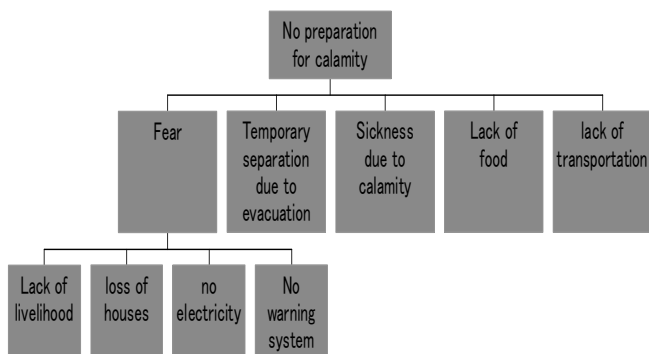 No preparation
for calamity
Fear
Temporary
separation
due to
evacuation
Sickness
due to
calamity
Lack of
food
lack of
transportation
Lack of
livelihood
loss of
houses
no
electricity
No
warning
system